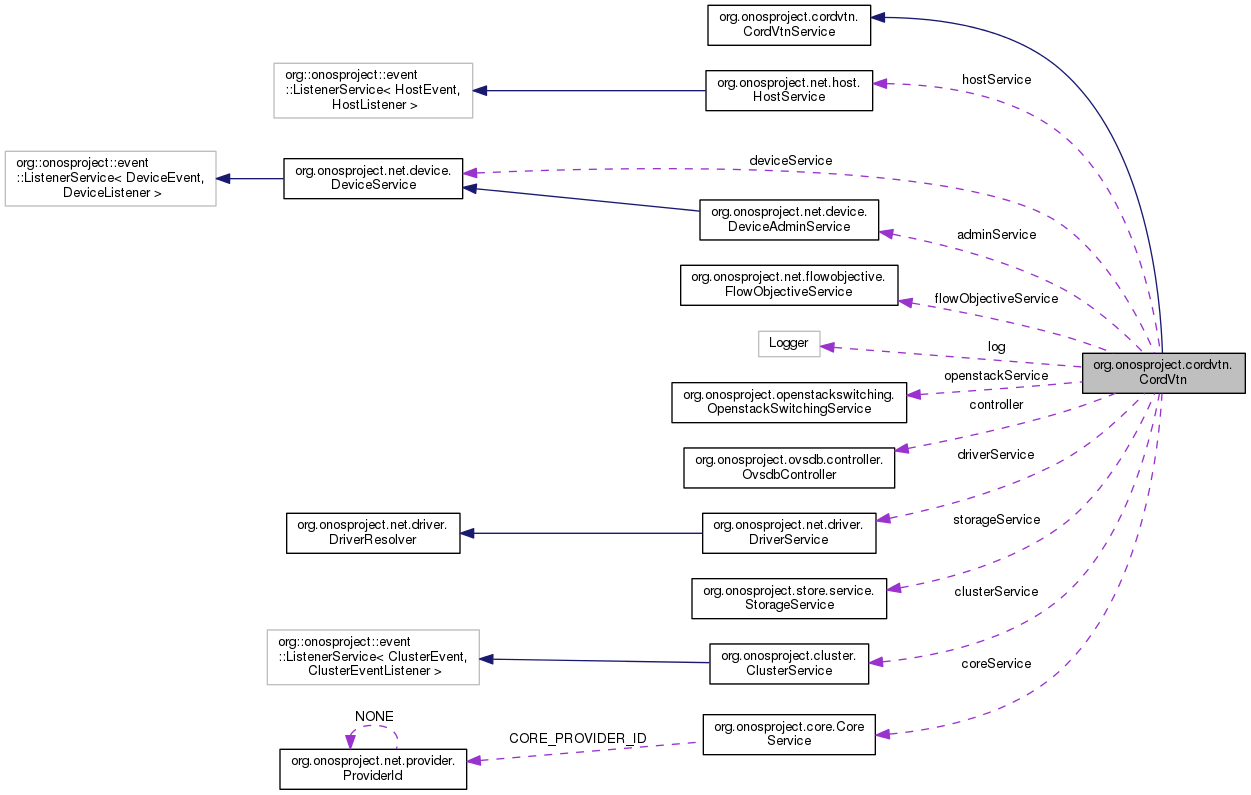 org.onosproject.cordvtn.
CordVtnService
org::onosproject::event
::ListenerService< HostEvent,
HostListener >
org.onosproject.net.host.
HostService
hostService
org::onosproject::event
::ListenerService< DeviceEvent,
DeviceListener >
org.onosproject.net.device.
DeviceService
deviceService
org.onosproject.net.device.
DeviceAdminService
adminService
org.onosproject.net.flowobjective.
FlowObjectiveService
flowObjectiveService
Logger
log
org.onosproject.cordvtn.
CordVtn
org.onosproject.openstackswitching.
OpenstackSwitchingService
openstackService
controller
org.onosproject.ovsdb.controller.
OvsdbController
driverService
org.onosproject.net.driver.
DriverResolver
org.onosproject.net.driver.
DriverService
storageService
org.onosproject.store.service.
StorageService
clusterService
org::onosproject::event
::ListenerService< ClusterEvent,
ClusterEventListener >
org.onosproject.cluster.
ClusterService
coreService
NONE
org.onosproject.net.provider.
ProviderId
CORE_PROVIDER_ID
org.onosproject.core.Core
Service